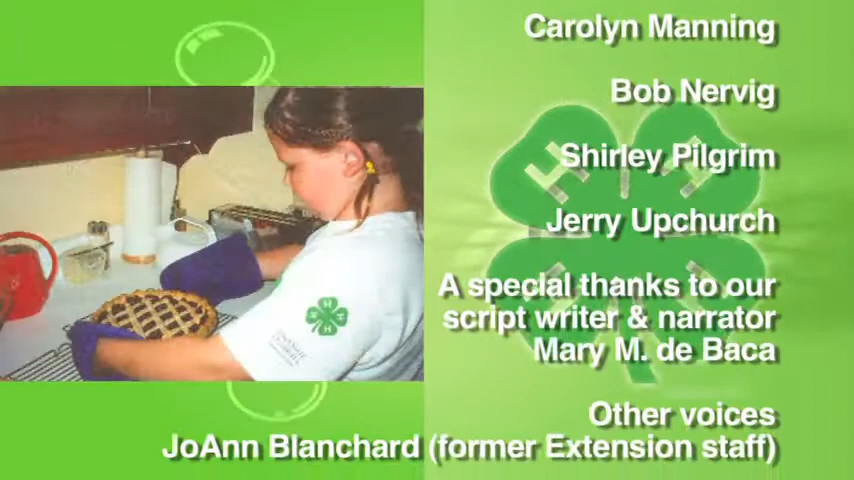 Carolyn Manning
Bob Nervig
Shirley Pilgrim
Jerry Upchurch
A special thanks to our
script writer & narrator
Mary M. de Baca
Other voices
JoAnn Blanchard (former Extension staff)
H H
H H